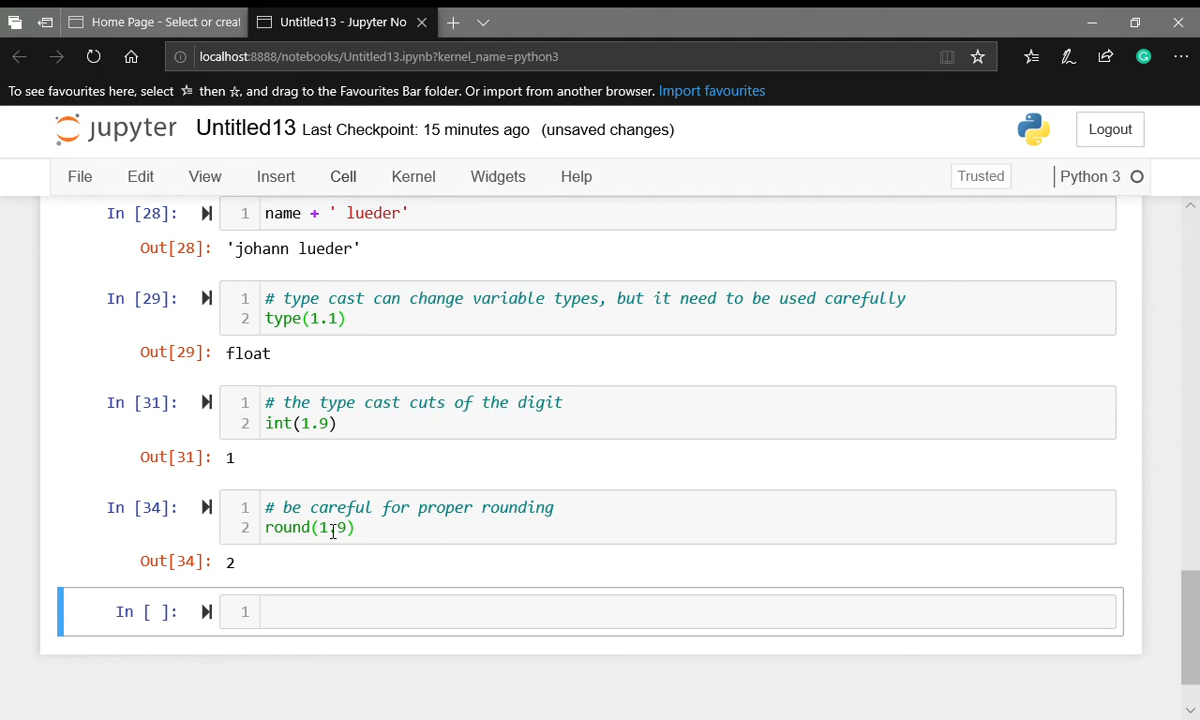 Home Page - Select or creat
Untitled13 - Jupyter No
localhost:8888/notebooks/Untitled13.ipynb?kernel_name=python3
To see favourites here, select then , and drag to the Favourites Bar folder. Or import from another browser. Import favourites
jupyter Untitled13 Last Checkpoint: 15 minutes ago (unsaved changes)
Logout
File Edit View Insert Cell Kernel Widgets Help
Trusted
Python 3
In [28]: 1 name + ' lueder'
Out[28]: 'johann lueder'
In [29]: 1 # type cast can change variable types, but it need to be used carefully
2 type(1.1)
Out[29]: float
In [31]: 1 # the type cast cuts of the digit
2 int(1.9)
Out[31]: 1
In [34]: 1 # be careful for proper rounding
2 round(1.9)
Out[34]: 2
In [ ]: 1